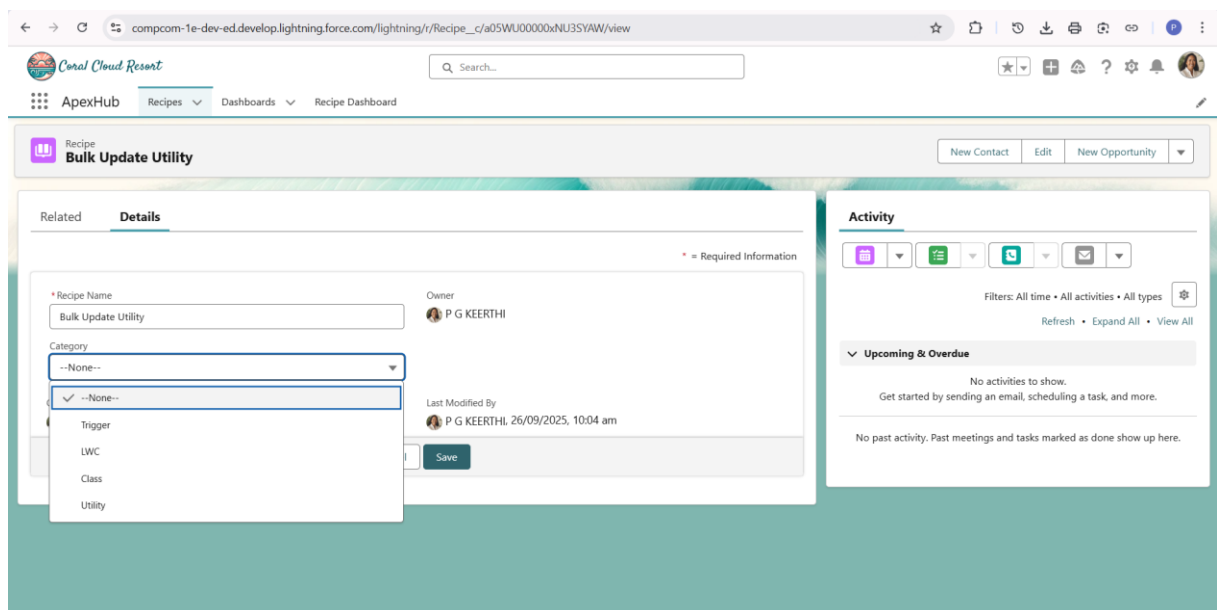 compcom-1e-dev-ed.develop.lightning.force.com/lightning/r/Recipe__c/a05WU00000xNU3SYAW/view
P
Coral Cloud Resort
Search...
ApexHub Recipes Dashboards Recipe Dashboard
Recipe
Bulk Update Utility
New Contact Edit New Opportunity
Related Details
* = Required Information
* Recipe Name
Bulk Update Utility
Owner
P G KEERTHI
Category
--None--
--None--
Trigger
LWC
Class
Utility
Last Modified By
P G KEERTHI, 26/09/2025, 10:04 am
Save
Activity
Filters: All time • All activities • All types
Refresh • Expand All • View All
Upcoming & Overdue
No activities to show.
Get started by sending an email, scheduling a task, and more.
No past activity. Past meetings and tasks marked as done show up here.